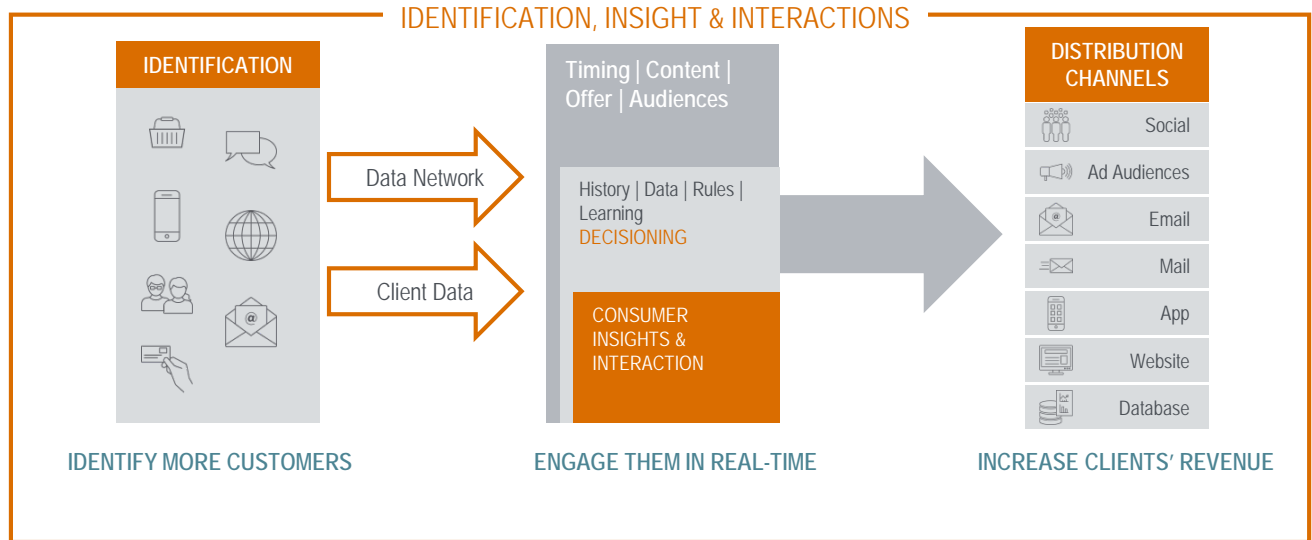 IDENTIFICATION, INSIGHT & INTERACTIONS
IDENTIFICATION
@
IDENTIFY MORE CUSTOMERS
Data Network
Client Data
Timing | Content |
Offer | Audiences
History | Data | Rules |
Learning
DECISIONING
CONSUMER
INSIGHTS &
INTERACTION
ENGAGE THEM IN REAL-TIME
DISTRIBUTION
CHANNELS
Social
Ad Audiences
@
Email
Mail
App
Website
Database
INCREASE CLIENTS’ REVENUE